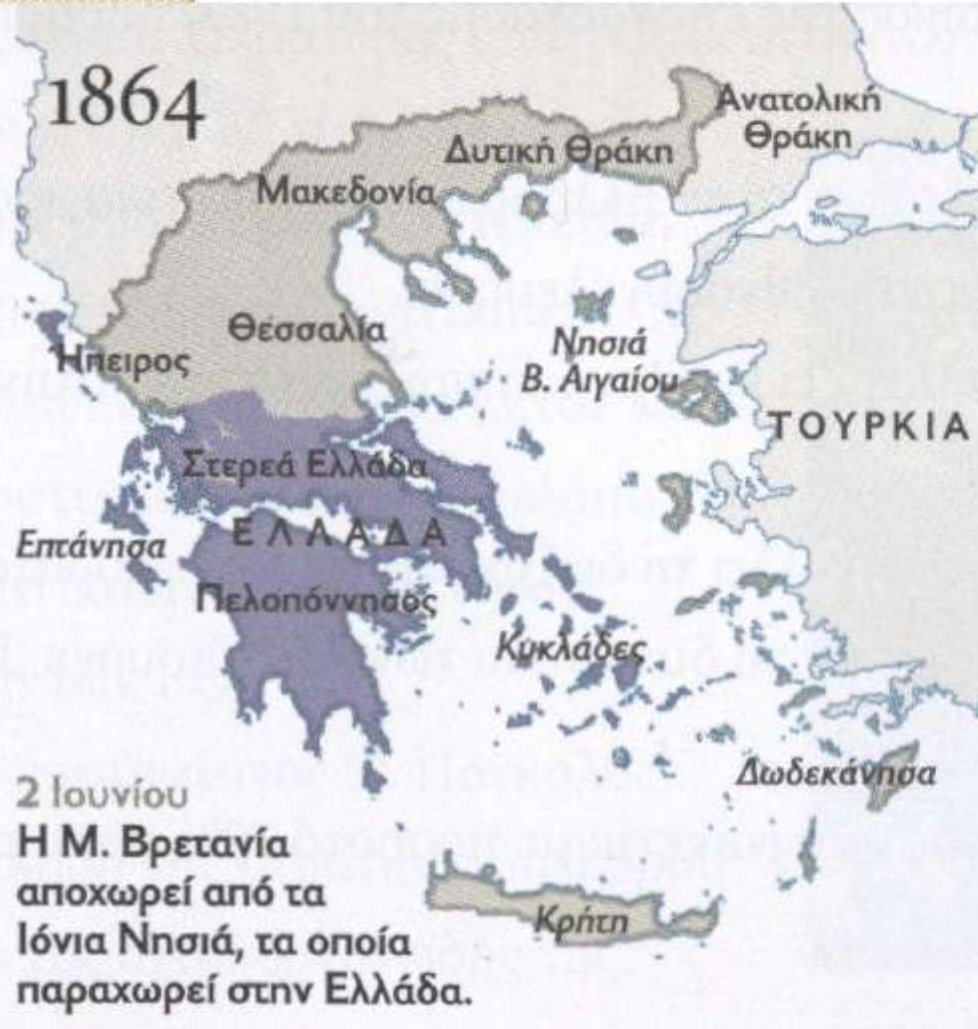 1864
Ανατολική
Θράκη
Δυτική Θράκη
Μακεδονία
Θεσσαλία
Ήπειρος
Νησιά
Β. Αιγαίου
ΤΟΥΡΚΙΑ
Στερεά Ελλάδα
ΕΛΛΑΔΑ
Επτάνησα
Πελοπόννησος
Κυκλάδες
Δωδεκάνησα
Κρήτη
2 Ιουνίου
Η Μ. Βρετανία
αποχωρεί από τα
Ιόνια Νησιά, τα οποία
παραχωρεί στην Ελλάδα.